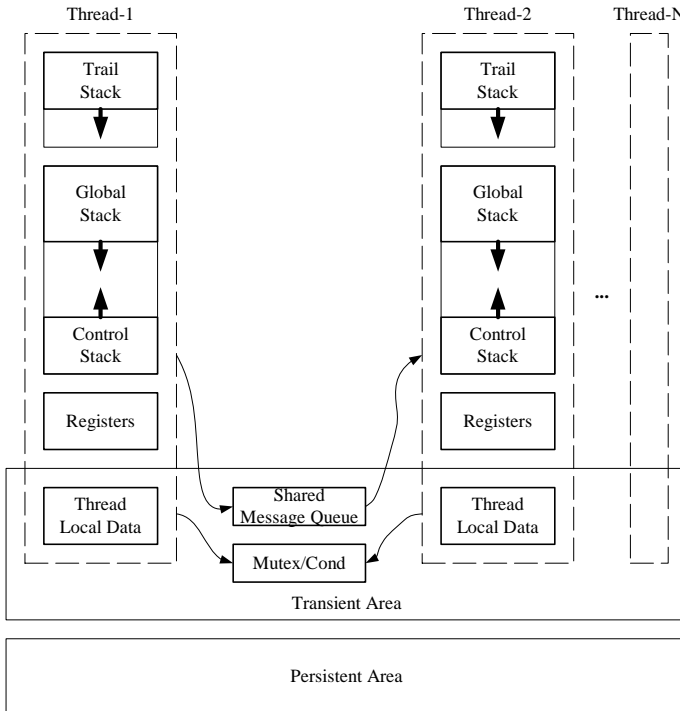 Thread-1
Thread-2
Thread-N
Trail
Stack
Trail
Stack
Global
Stack
Global
Stack
...
Control
Stack
Control
Stack
Registers
Registers
Thread
Local Data
Shared
Message Queue
Thread
Local Data
Mutex/Cond
Transient Area
Persistent Area